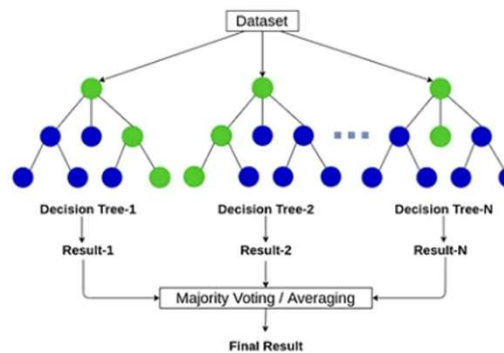 Dataset
Decision Tree-1 Decision Tree-2 Decision Tree-N
Result-1 Result-2 Result-N
Majority Voting / Averaging
Final Result